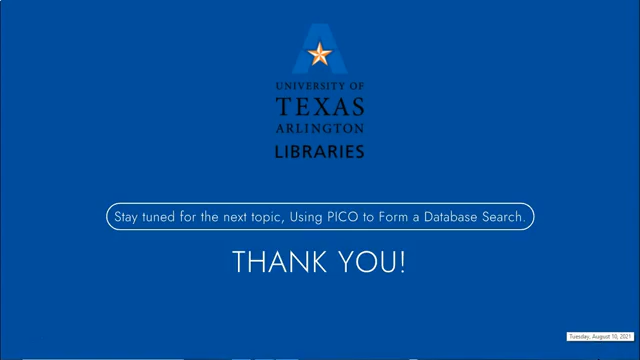 UNIVERSITY OF
TEXAS
ARLINGTON
LIBRARIES
Stay tuned for the next topic, Using PICO to Form a Database Search.
THANK YOU!
Tuesday, August 10, 2021